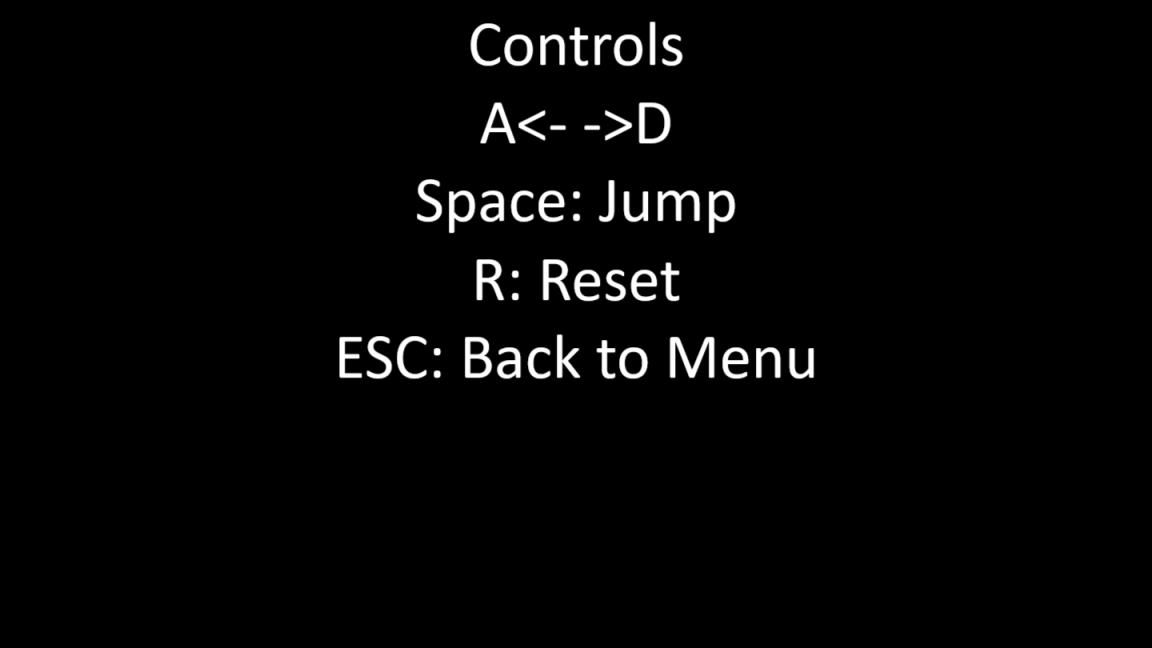 Controls
A<- ->D
Space: Jump
R: Reset
ESC: Back to Menu